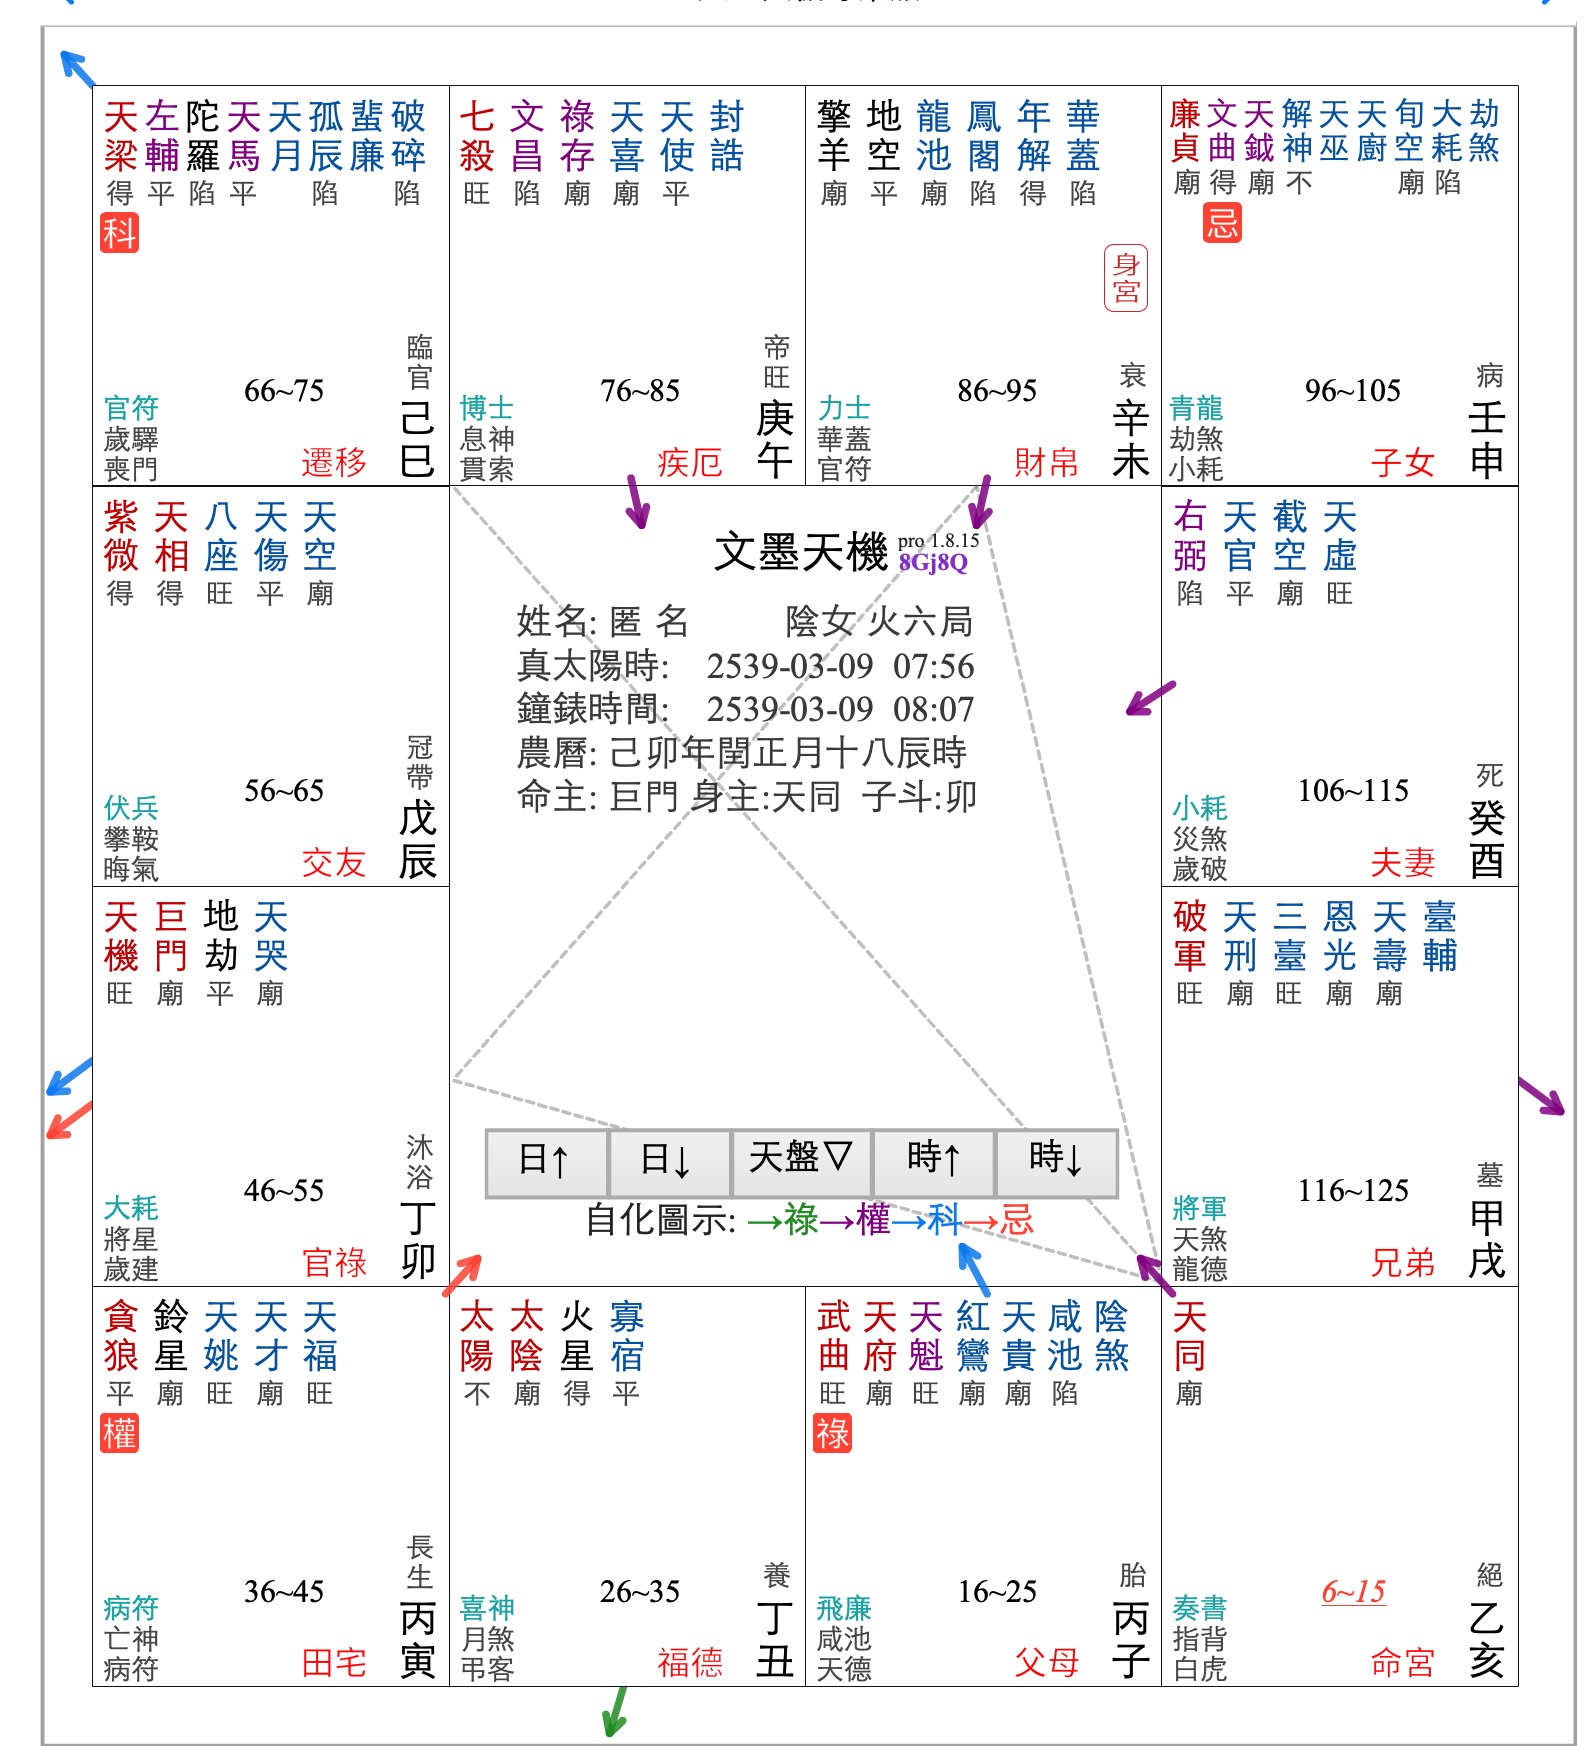 天梁 左輔 陀羅 天馬 天月 孤辰 蜚廉 破碎
得 平 陷 平 陷 陷
科
臨官
66~75
官符
歲驛
喪門
遷移
己巳
七殺 文昌 祿存 天喜 天使 封誥
旺 陷 廟 廟 平
帝旺
76~85
博士
息神
貫索
疾厄
庚午
擎羊 地空 龍池 鳳閣 年解 華蓋
廟 平 廟 陷 得 陷
身宮
衰
86~95
力士
華蓋
官符
財帛
辛未
廉貞 文曲 天鉞 解神 天巫 天廚 旬空 大耗 劫煞
廟 得 廟 不 廟 陷
忌
病
96~105
青龍
劫煞
小耗
子女
壬申
紫微 天相 八座 天傷 天空
得 得 旺 平 廟
冠帶
56~65
伏兵
攀鞍
晦氣
交友
戊辰
文墨天機 pro 1.8.15
8Gj8Q
姓名: 匿名 陰女 火六局
真太陽時: 2539-03-09 07:56
鐘錶時間: 2539-03-09 08:07
農曆: 己卯年閏正月十八辰時
命主: 巨門 身主:天同 子斗:卯
右弼 天官 截空 天虛
陷 平 廟 旺
死
106~115
小耗
災煞
歲破
夫妻
癸酉
天機 巨門 地劫 天哭
旺 廟 平 廟
沐浴
46~55
大耗
將星
歲建
官祿
丁卯
日↑ 日↓ 天盤▽ 時↑ 時↓
自化圖示: →祿→權→科→忌
破軍 天刑 三臺 恩光 天壽 臺輔
旺 廟 旺 廟 廟
墓
116~125
將軍
天煞
龍德
兄弟
甲戌
貪狼 鈴星 天姚 天才 天福
平 廟 旺 廟 旺
權
長生
36~45
病符
亡神
病符
田宅
丙寅
太陽 太陰 火星 寡宿
不 廟 得 平
養
26~35
喜神
月煞
弔客
福德
丁丑
武曲 天府 天魁 紅鸞 天貴 咸池 陰煞
旺 廟 旺 廟 廟 陷
祿
胎
16~25
飛廉
咸池
天德
父母
丙子
天同
廟
絕
6~15
奏書
指背
白虎
命宮
乙亥